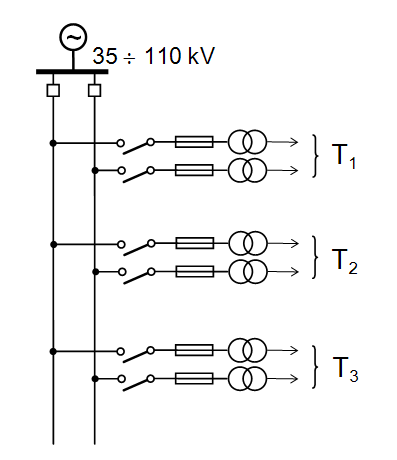 ~
35 ÷ 110 kV
T₁
T₂
T₃